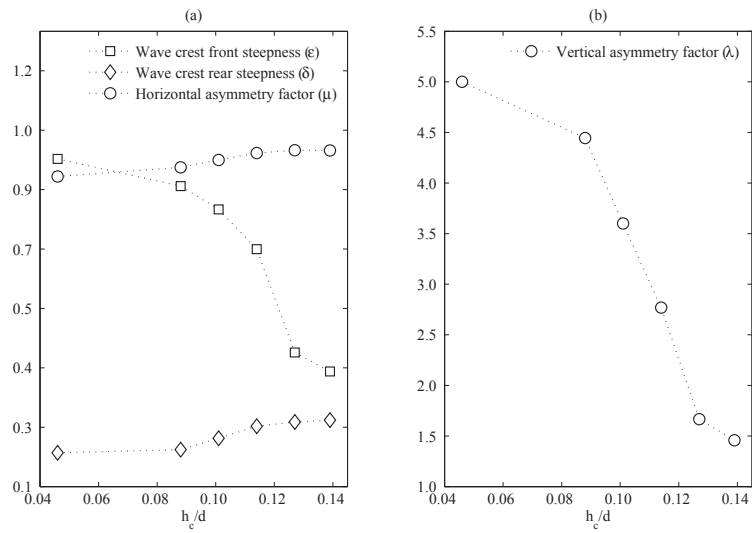 (a)
Wave crest front steepness (ε)
Wave crest rear steepness (δ)
Horizontal asymmetry factor (μ)
1.2
1.0
0.9
0.7
0.5
0.4
0.3
0.1
0.04 0.06 0.08 0.10 0.12 0.14
h_c/d
(b)
Vertical asymmetry factor (λ)
5.5
5.0
4.5
4.0
3.5
3.0
2.5
2.0
1.5
1.0
0.04 0.06 0.08 0.10 0.12 0.14
h_c/d